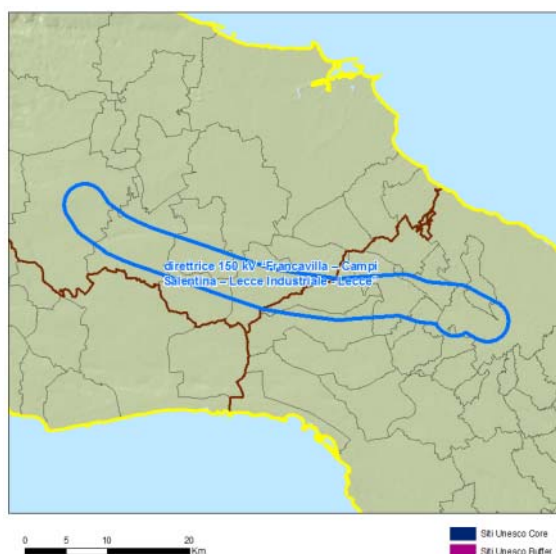 direttrice 150 kV "Francavilla – Campi
Salentina – Lecce Industriale - Lecce"
0 5 10 20
Km
Siti Unesco Core
Siti Unesco Buffer